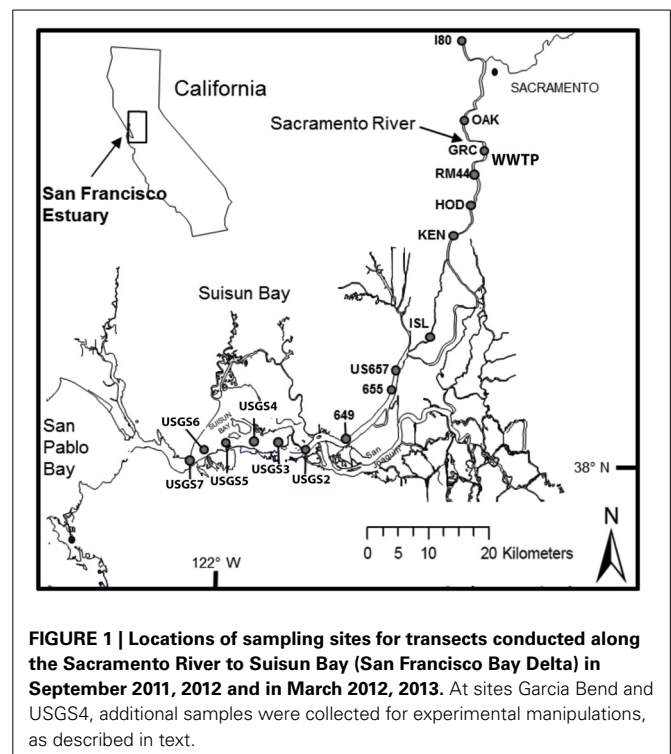 I80
SACRAMENTO
California
Sacramento River
OAK
GRC
WWTP
RM44
San Francisco
Estuary
HOD
KEN
Suisun Bay
ISL
US657
655
USGS4
649
USGS6
SUISUN
BAY
San
Pablo
Bay
San
Joaquin
USGS3
USGS2
USGS5
USGS7
38° N
N
0 5 10 20 Kilometers
122° W
FIGURE 1 | Locations of sampling sites for transects conducted along
the Sacramento River to Suisun Bay (San Francisco Bay Delta) in
September 2011, 2012 and in March 2012, 2013. At sites Garcia Bend and
USGS4, additional samples were collected for experimental manipulations,
as described in text.